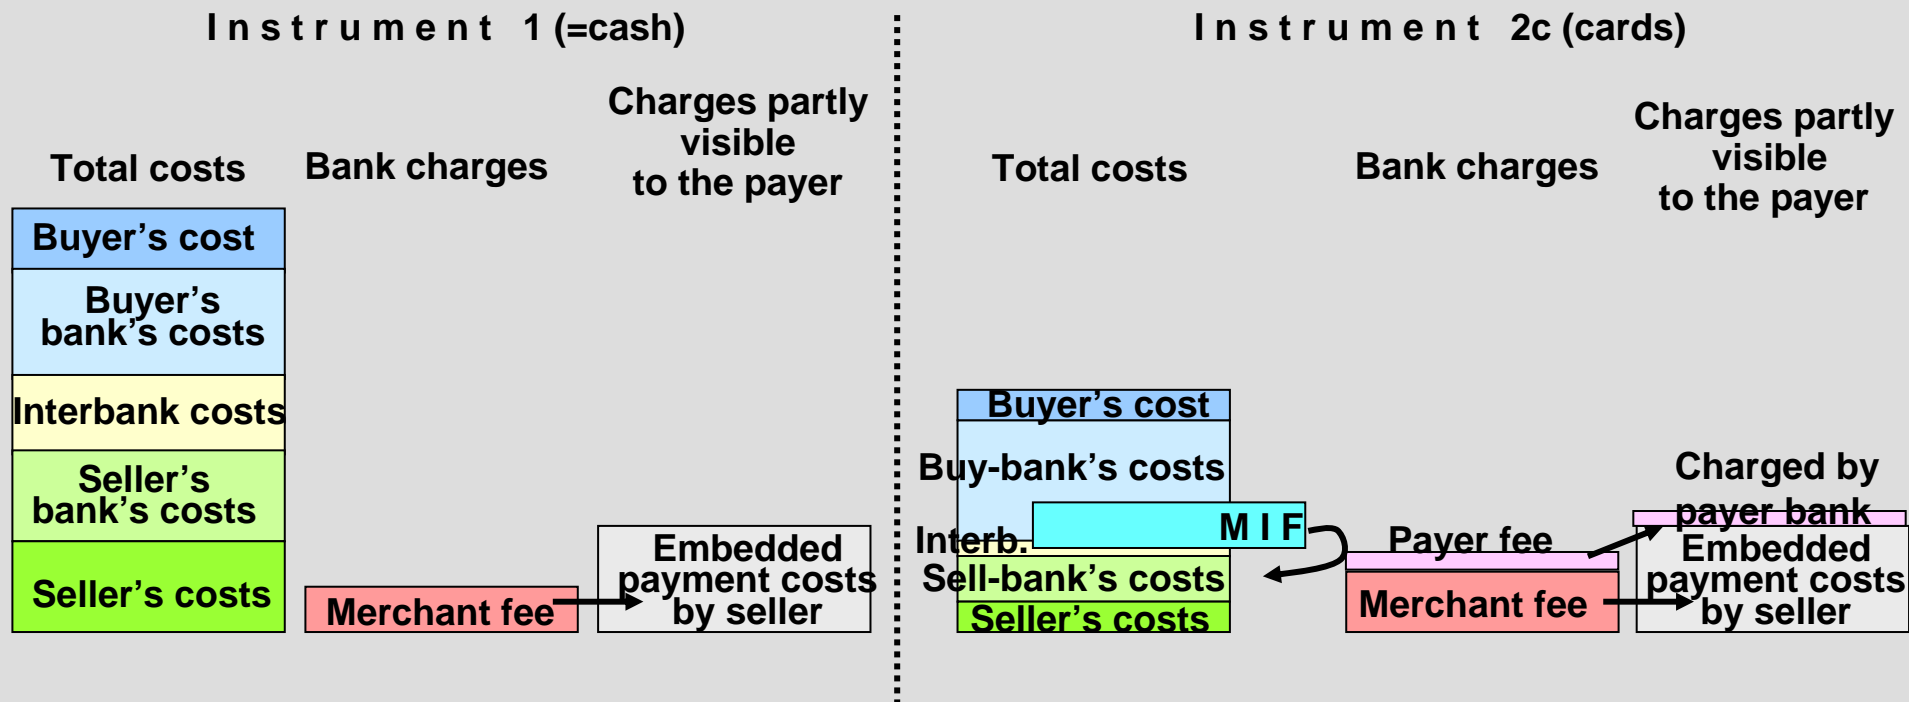 Instrument 1 (=cash)
Charges partly
visible
to the payer
Total costs
Bank charges
Buyer's cost
Buyer's
bank's costs
Interbank costs
Seller's
bank's costs
Seller's costs
Merchant fee
Embedded
payment costs
by seller
Instrument 2c (cards)
Total costs
Bank charges
Charges partly
visible
to the payer
Buyer's cost
Buy-bank's costs
M I F
Interb.
Sell-bank's costs
Seller's costs
Payer fee
Merchant fee
Charged by
payer bank
Embedded
payment costs
by seller